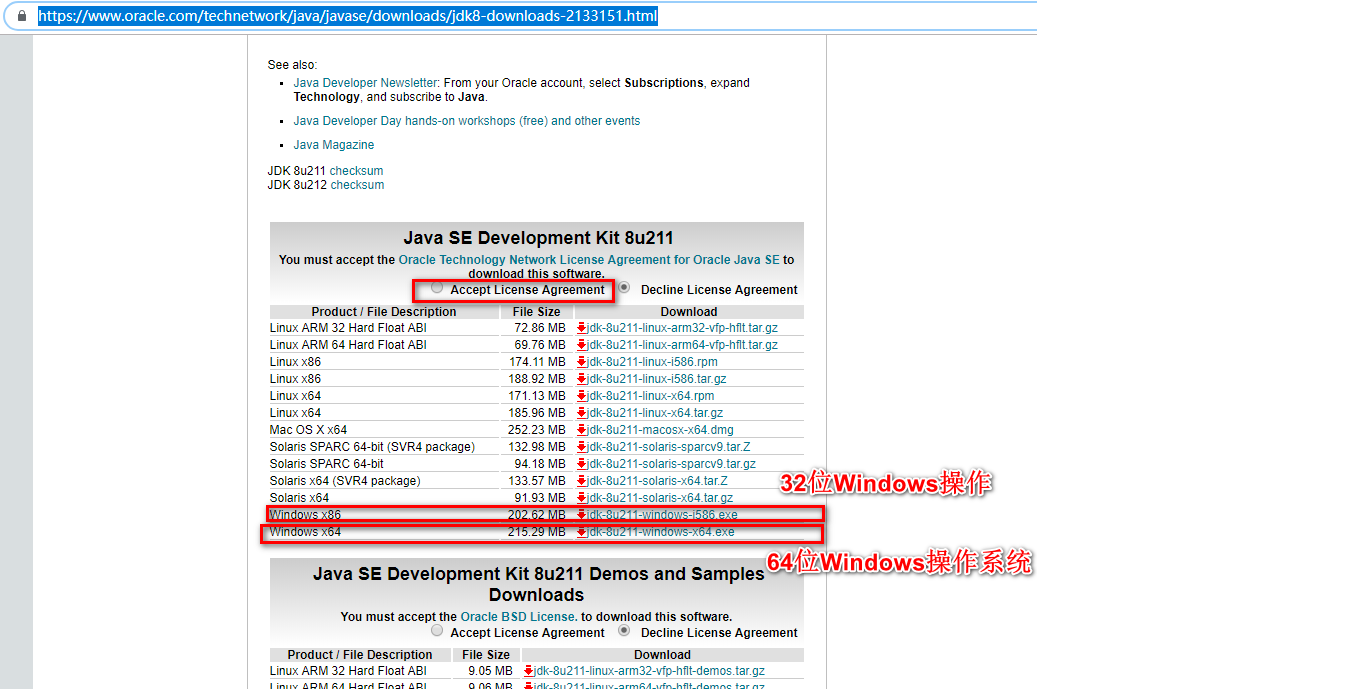 https://www.oracle.com/technetwork/java/javase/downloads/jdk8-downloads-2133151.html
See also:
Java Developer Newsletter: From your Oracle account, select Subscriptions, expand
Technology, and subscribe to Java.
Java Developer Day hands-on workshops (free) and other events
Java Magazine
JDK 8u211 checksum
JDK 8u212 checksum
Java SE Development Kit 8u211
You must accept the Oracle Technology Network License Agreement for Oracle Java SE to
download this software.
Accept License Agreement Decline License Agreement
Product / File Description File Size Download
Linux ARM 32 Hard Float ABI 72.86 MB jdk-8u211-linux-arm32-vfp-hflt.tar.gz
Linux ARM 64 Hard Float ABI 69.76 MB jdk-8u211-linux-arm64-vfp-hflt.tar.gz
Linux x86 174.11 MB jdk-8u211-linux-i586.rpm
Linux x86 188.92 MB jdk-8u211-linux-i586.tar.gz
Linux x64 171.13 MB jdk-8u211-linux-x64.rpm
Linux x64 185.96 MB jdk-8u211-linux-x64.tar.gz
Mac OS X x64 252.23 MB jdk-8u211-macosx-x64.dmg
Solaris SPARC 64-bit (SVR4 package) 132.98 MB jdk-8u211-solaris-sparcv9.tar.Z
Solaris SPARC 64-bit 94.18 MB jdk-8u211-solaris-sparcv9.tar.gz
Solaris x64 (SVR4 package) 133.57 MB jdk-8u211-solaris-x64.tar.Z
Solaris x64 91.93 MB jdk-8u211-solaris-x64.tar.gz
32位Windows操作
Windows x86 202.62 MB jdk-8u211-windows-i586.exe
Windows x64 215.29 MB jdk-8u211-windows-x64.exe
64位Windows操作系统
Java SE Development Kit 8u211 Demos and Samples
Downloads
You must accept the Oracle BSD License. to download this software.
Accept License Agreement Decline License Agreement
Product / File Description File Size Download
Linux ARM 32 Hard Float ABI 9.05 MB jdk-8u211-linux-arm32-vfp-hflt-demos.tar.gz
Linux ARM 64 Hard Float ABI 9.06 MB jdk-8u211-linux-arm64-vfp-hflt-demos.tar.gz